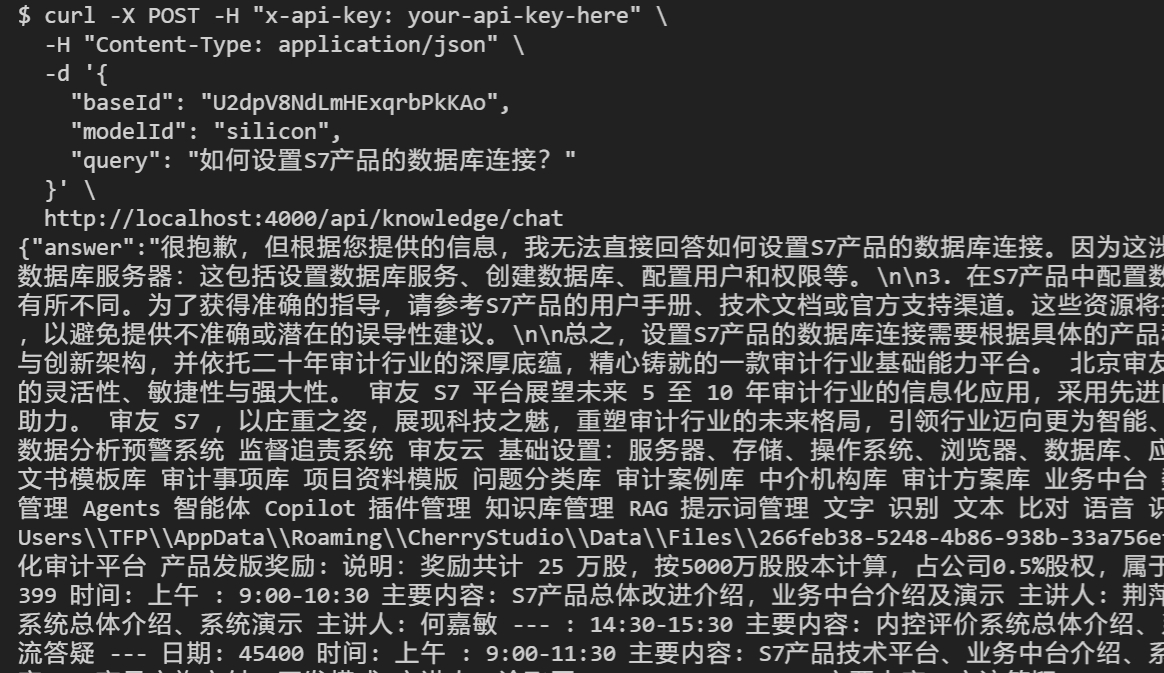 $ curl -X POST -H "x-api-key: your-api-key-here" \
-H "Content-Type: application/json" \
-d '{
"baseId": "U2dpV8NdLmHExqrbPkKAo",
"modelId": "silicon",
"query": "如何设置S7产品的数据库连接？"
}' \
http://localhost:4000/api/knowledge/chat
{"answer":"很抱歉，但根据您提供的信息，我无法直接回答如何设置S7产品的数据库连接。因为这涉
数据库服务器：这包括设置数据库服务、创建数据库、配置用户和权限等。\n\n3. 在S7产品中配置数
有所不同。为了获得准确的指导，请参考S7产品的用户手册、技术文档或官方支持渠道。这些资源将
，以避免提供不准确或潜在的误导性建议。\n\n总之，设置S7产品的数据库连接需要根据具体的产品
与创新架构，并依托二十年审计行业的深厚底蕴，精心铸就的一款审计行业基础能力平台。 北京审友
的灵活性、敏捷性与强大性。 审友 S7 平台展望未来 5 至 10 年审计行业的信息化应用，采用先进
助力。 审友 S7 ，以庄重之姿，展现科技之魅，重塑审计行业的未来格局，引领行业迈向更为智能、
数据分析预警系统 监督追责系统 审友云 基础设置：服务器、存储、操作系统、浏览器、数据库、应
文书模板库 审计事项库 项目资料模版 问题分类库 审计案例库 中介机构库 审计方案库 业务中台
管理 Agents 智能体 Copilot 插件管理 知识库管理 RAG 提示词管理 文字 识别 文本 比对 语音 识
Users\\TFP\\AppData\\Roaming\\CherryStudio\\Data\\Files\\266feb38-5248-4b86-938b-33a756e
化审计平台 产品发版奖励：说明：奖励共计 25 万股，按5000万股股本计算，占公司0.5%股权，属于
399 时间: 上午 : 9:00-10:30 主要内容: S7产品总体改进介绍，业务中台介绍及演示 主讲人: 荆萍
系统总体介绍、系统演示 主讲人: 何嘉敏 --- : 14:30-15:30 主要内容: 内控评价系统总体介绍、
流答疑 --- 日期: 45400 时间: 上午 : 9:00-11:30 主要内容: S7产品技术平台、业务中台介绍、系